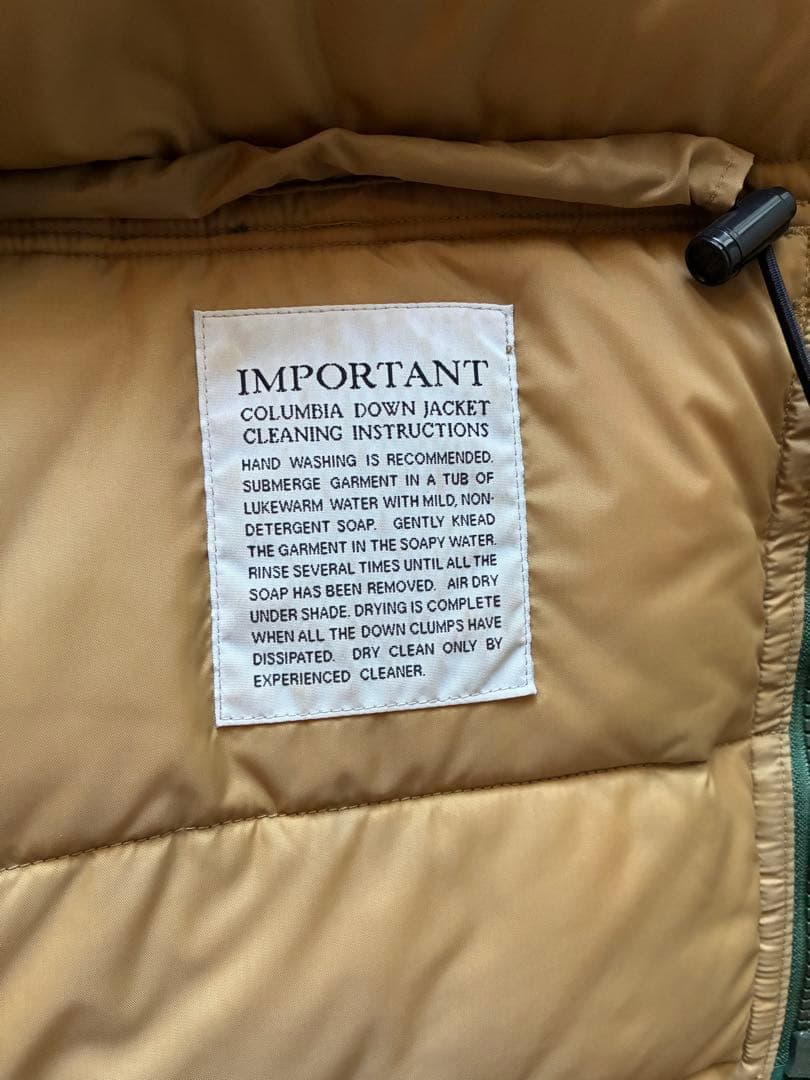 IMPORTANT
COLUMBIA DOWN JACKET
CLEANING INSTRUCTIONS
HAND WASHING IS RECOMMENDED.
SUBMERGE GARMENT IN A TUB OF
LUKEWARM WATER WITH MILD, NON-
DETERGENT SOAP. GENTLY KNEAD
THE GARMENT IN THE SOAPY WATER.
RINSE SEVERAL TIMES UNTIL ALL THE
SOAP HAS BEEN REMOVED. AIR DRY
UNDER SHADE. DRYING IS COMPLETE
WHEN ALL THE DOWN CLUMPS HAVE
DISSIPATED. DRY CLEAN ONLY BY
EXPERIENCED CLEANER.